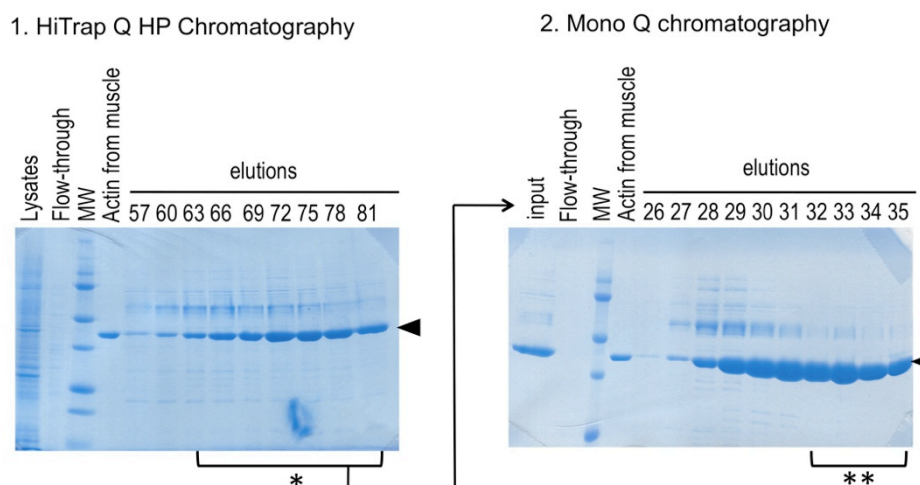 1. HiTrap Q HP Chromatography
Lysates
Flow-through
MW
Actin from muscle
elutions
57 60 63 66 69 72 75 78 81
*
2. Mono Q chromatography
input
Flow-through
MW
Actin from muscle
elutions
26 27 28 29 30 31 32 33 34 35
**